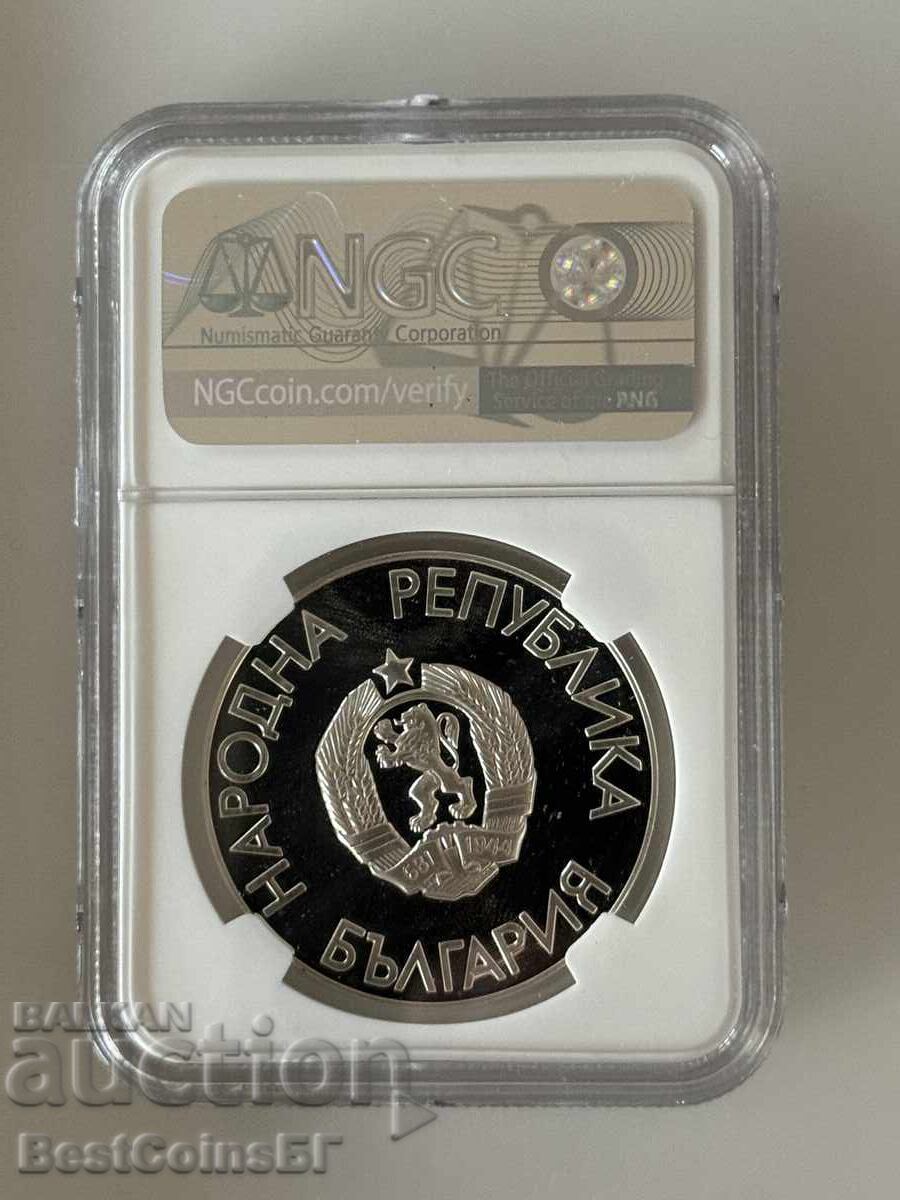 NGC
Numismatic Guaranty Corporation
NGCcoin.com/verify
The Official Grading
Service of the PNG
НАРОДНА РЕПУБЛИКА
БЪЛГАРИЯ
681 1944
BALKAN
auction
BestCoinsБГ